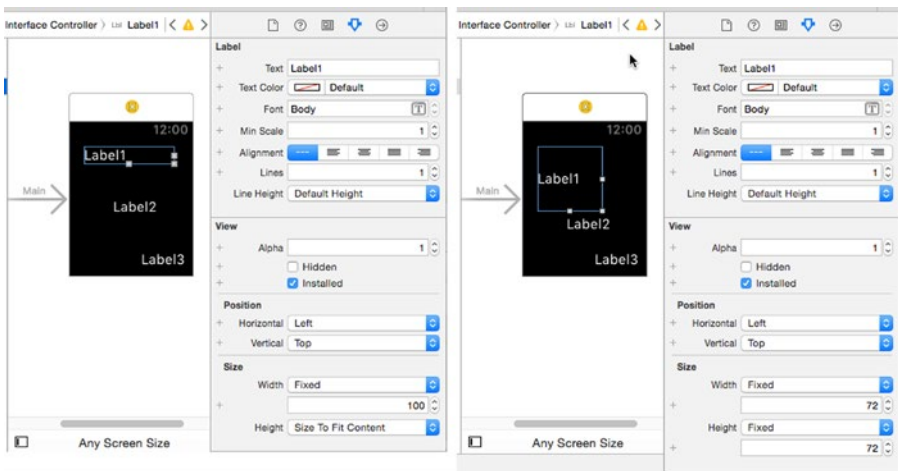 Interface Controller 〉 Lbl Label1
Label
Text Label1
Text Color Default
Font Body
12:00
Min Scale 1
Label1
Alignment
Lines 1
Main
Line Height Default Height
Label2
View
Alpha 1
Label3
Hidden
Installed
Position
Horizontal Left
Vertical Top
Size
Width Fixed
100
Any Screen Size
Height Size To Fit Content
Interface Controller 〉 Lbl Label1
Label
Text Label1
Text Color Default
Font Body
12:00
Min Scale 1
Alignment
Label1
Lines 1
Main
Line Height Default Height
Label2
View
Alpha 1
Label3
Hidden
Installed
Position
Horizontal Left
Vertical Top
Size
Width Fixed
72
Any Screen Size
Height Fixed
72